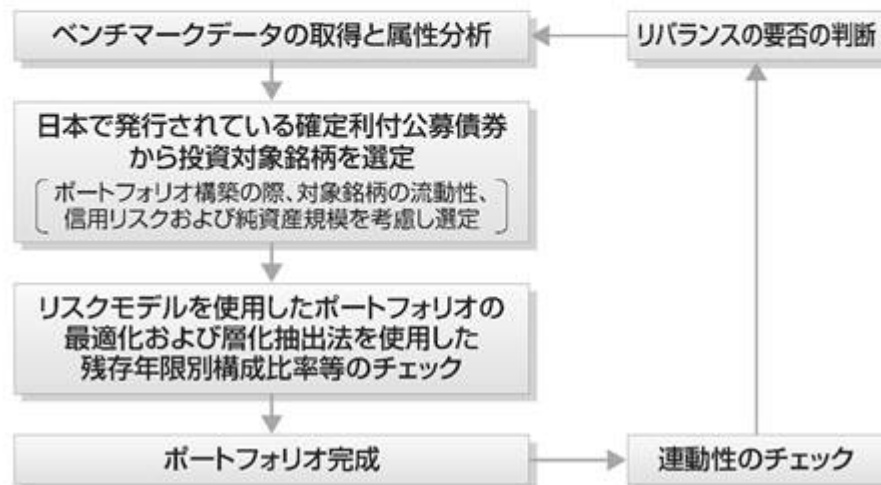 ベンチマークデータの取得と属性分析
リバランスの要否の判断
日本で発行されている確定利付公募債券
から投資対象銘柄を選定
ポートフォリオ構築の際、対象銘柄の流動性、
信用リスクおよび純資産規模を考慮し選定
リスクモデルを使用したポートフォリオの
最適化および層化抽出法を使用した
残存年限別構成比率等のチェック
ポートフォリオ完成
連動性のチェック